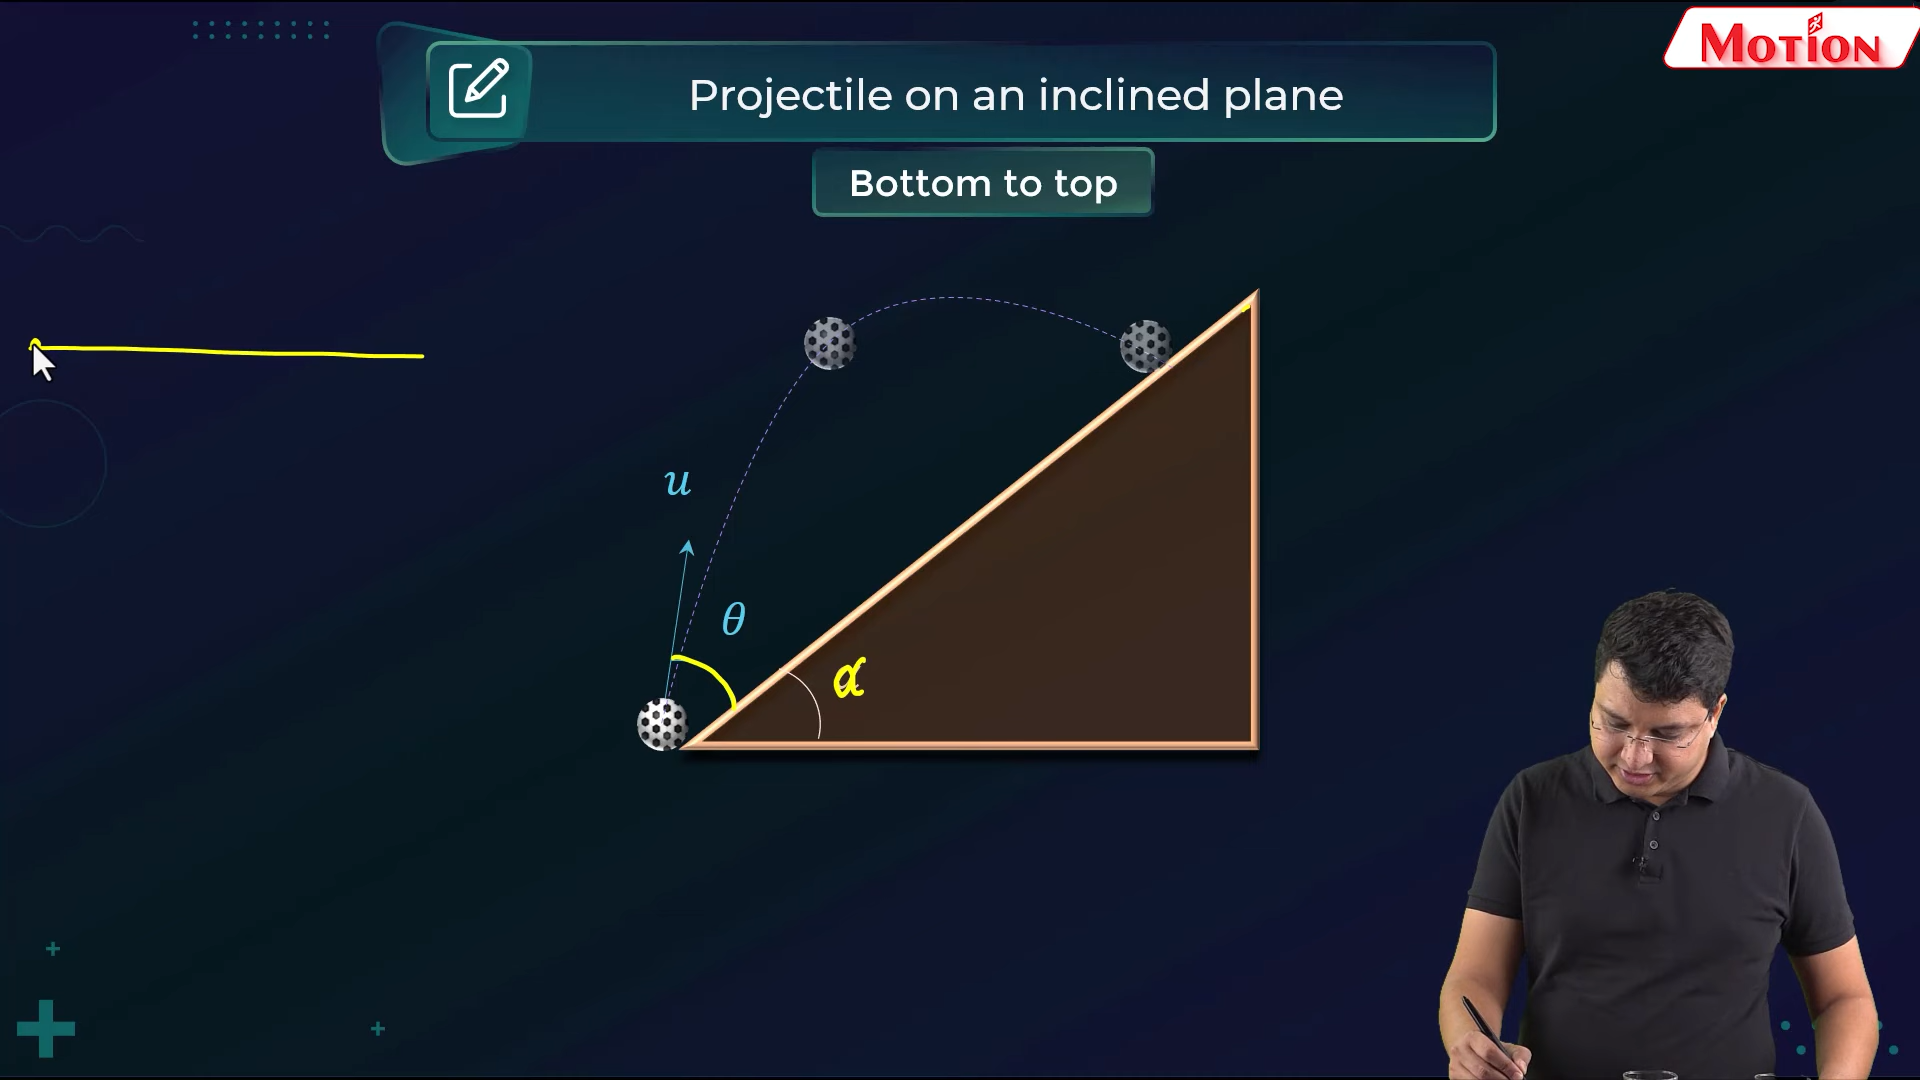 MOTION
Projectile on an inclined plane
Bottom to top
u
θ
α